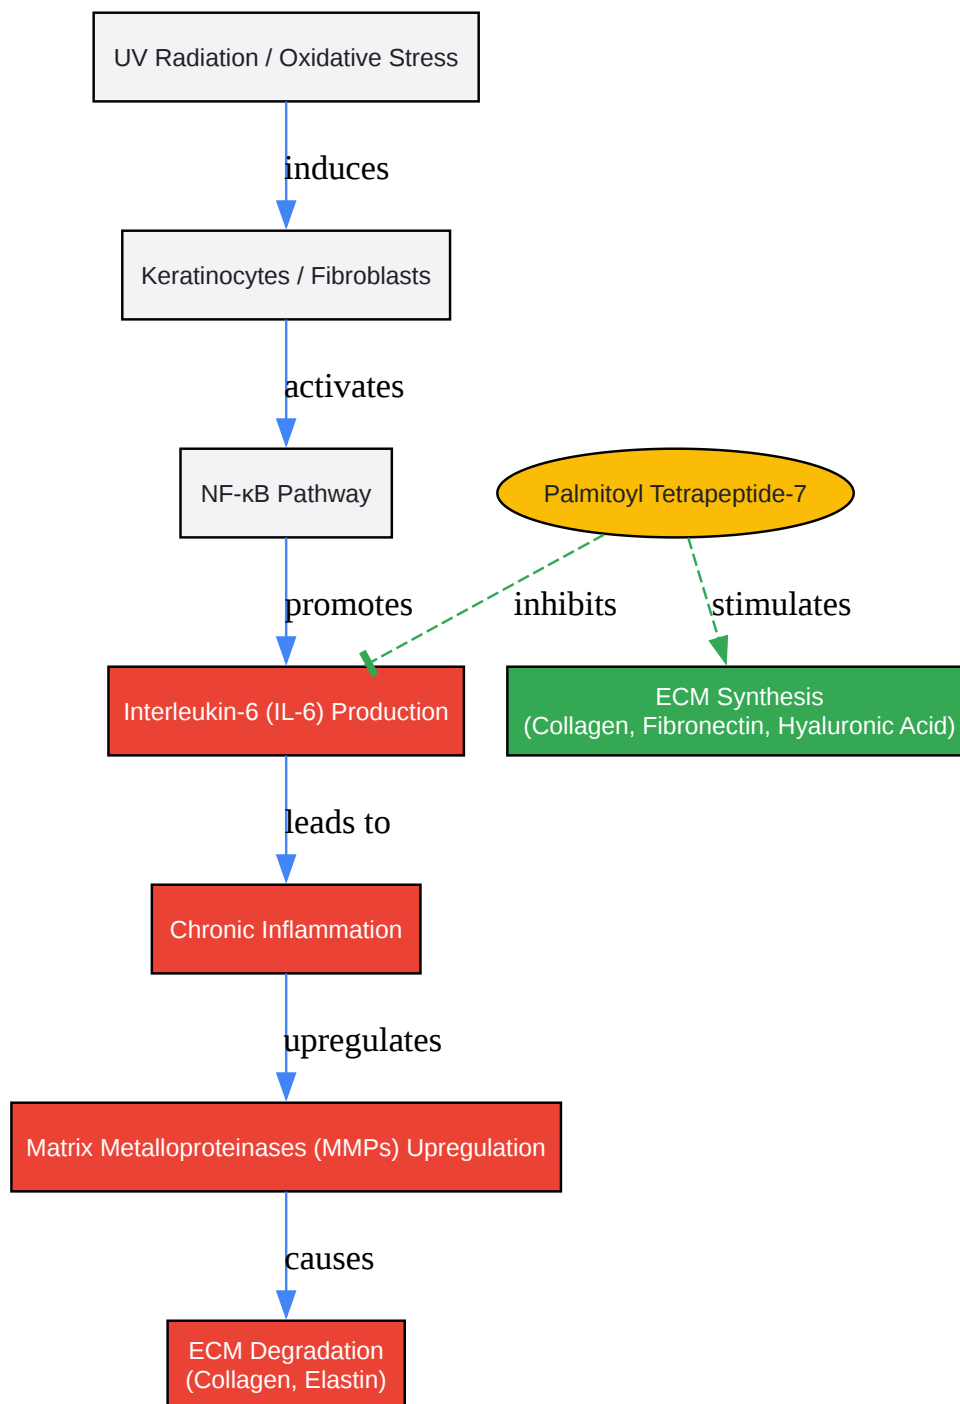 UV Radiation / Oxidative Stress
induces
Keratinocytes / Fibroblasts
activates
NF-κB Pathway
Palmitoyl Tetrapeptide-7
promotes
inhibits
stimulates
Interleukin-6 (IL-6) Production
ECM Synthesis
(Collagen, Fibronectin, Hyaluronic Acid)
leads to
Chronic Inflammation
upregulates
Matrix Metalloproteinases (MMPs) Upregulation
causes
ECM Degradation
(Collagen, Elastin)